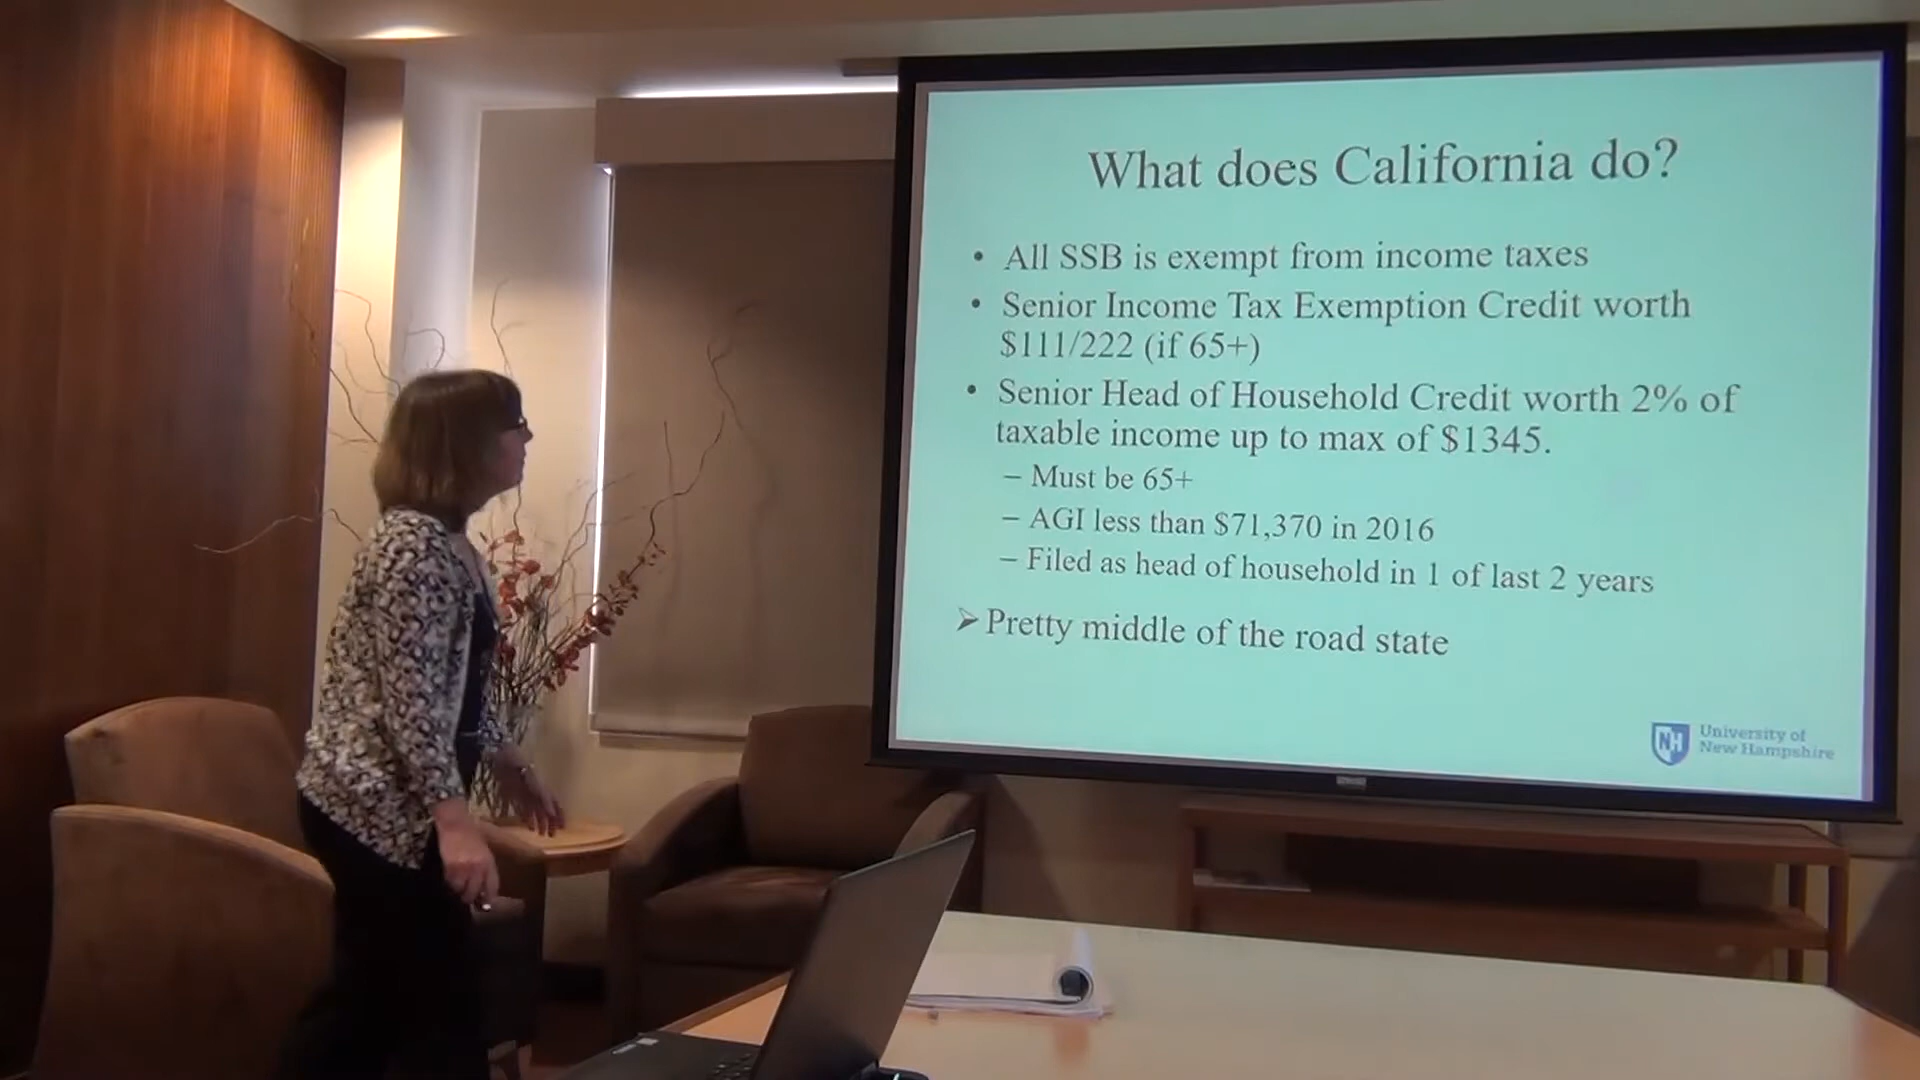 What does California do?
• All SSB is exempt from income taxes
• Senior Income Tax Exemption Credit worth
$111/222 (if 65+)
• Senior Head of Household Credit worth 2% of
taxable income up to max of $1345.
– Must be 65+
– AGI less than $71,370 in 2016
– Filed as head of household in 1 of last 2 years
➢ Pretty middle of the road state
NH
University of
New Hampshire